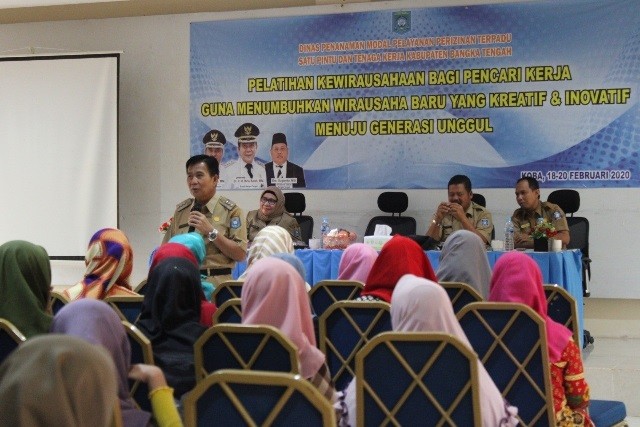 DINAS PENANAMAN MODAL PELAYANAN PERIZINAN TERPADU
SATU PINTU DAN TENAGA KERJA KABUPATEN BANGKA TENGAH
PELATIHAN KEWIRAUSAHAAN BAGI PENCARI KERJA
GUNA MENUMBUHKAN WIRAUSAHA BARU YANG KREATIF & INOVATIF
MENUJU GENERASI UNGGUL
KOBA, 18-20 FEBRUARI 2020